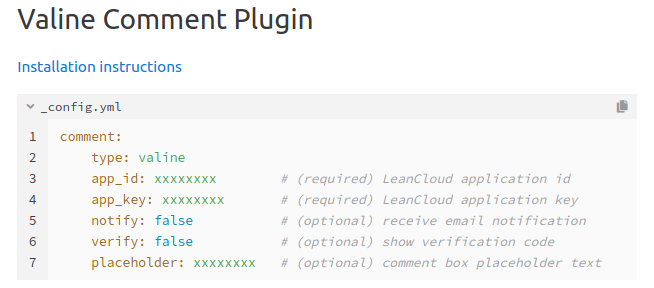 Valine Comment Plugin
Installation instructions
_config.yml
1 comment:
2     type: valine
3     app_id: xxxxxxxx        # (required) LeanCloud application id
4     app_key: xxxxxxxx       # (required) LeanCloud application key
5     notify: false           # (optional) receive email notification
6     verify: false           # (optional) show verification code
7     placeholder: xxxxxxxx   # (optional) comment box placeholder text